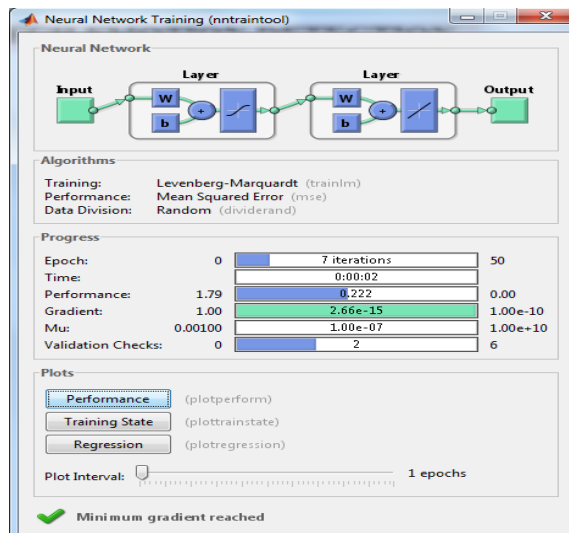 Neural Network Training (nntraintool)
Neural Network
Layer Layer
Input Output
W W
b b
Algorithms
Training: Levenberg-Marquardt (trainlm)
Performance: Mean Squared Error (mse)
Data Division: Random (dividerand)
Progress
Epoch: 0 7 iterations 50
Time: 0:00:02
Performance: 1.79 0.222 0.00
Gradient: 1.00 2.66e-15 1.00e-10
Mu: 0.00100 1.00e-07 1.00e+10
Validation Checks: 0 2 6
Plots
Performance (plotperform)
Training State (plottrainstate)
Regression (plotregression)
Plot Interval: 1 epochs
Minimum gradient reached